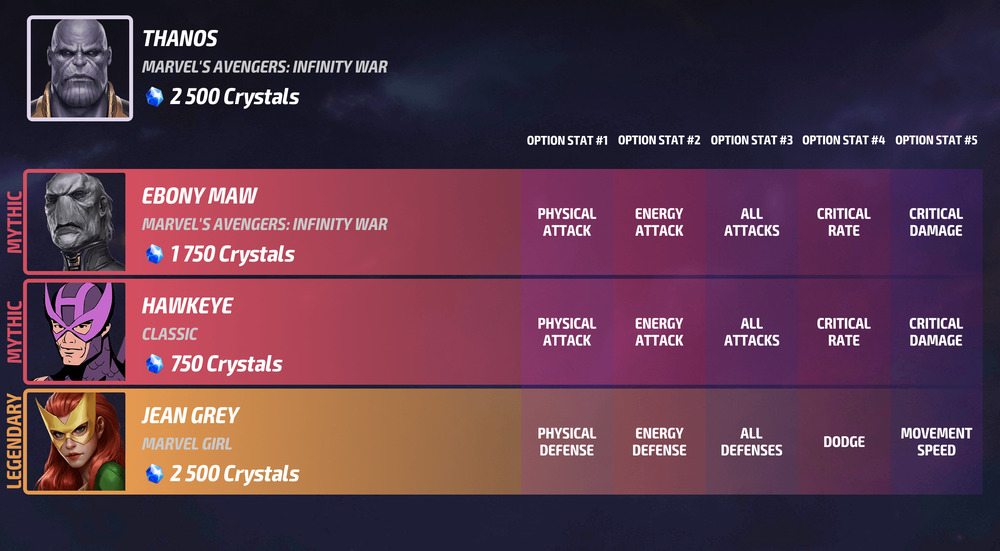 THANOS
MARVEL'S AVENGERS: INFINITY WAR
2 500 Crystals
OPTION STAT #1 OPTION STAT #2 OPTION STAT #3 OPTION STAT #4 OPTION STAT #5
MYTHIC
EBONY MAW
MARVEL'S AVENGERS: INFINITY WAR
1 750 Crystals
PHYSICAL ATTACK
ENERGY ATTACK
ALL ATTACKS
CRITICAL RATE
CRITICAL DAMAGE
MYTHIC
HAWKEYE
CLASSIC
750 Crystals
PHYSICAL ATTACK
ENERGY ATTACK
ALL ATTACKS
CRITICAL RATE
CRITICAL DAMAGE
LEGENDARY
JEAN GREY
MARVEL GIRL
2 500 Crystals
PHYSICAL DEFENSE
ENERGY DEFENSE
ALL DEFENSES
DODGE
MOVEMENT SPEED